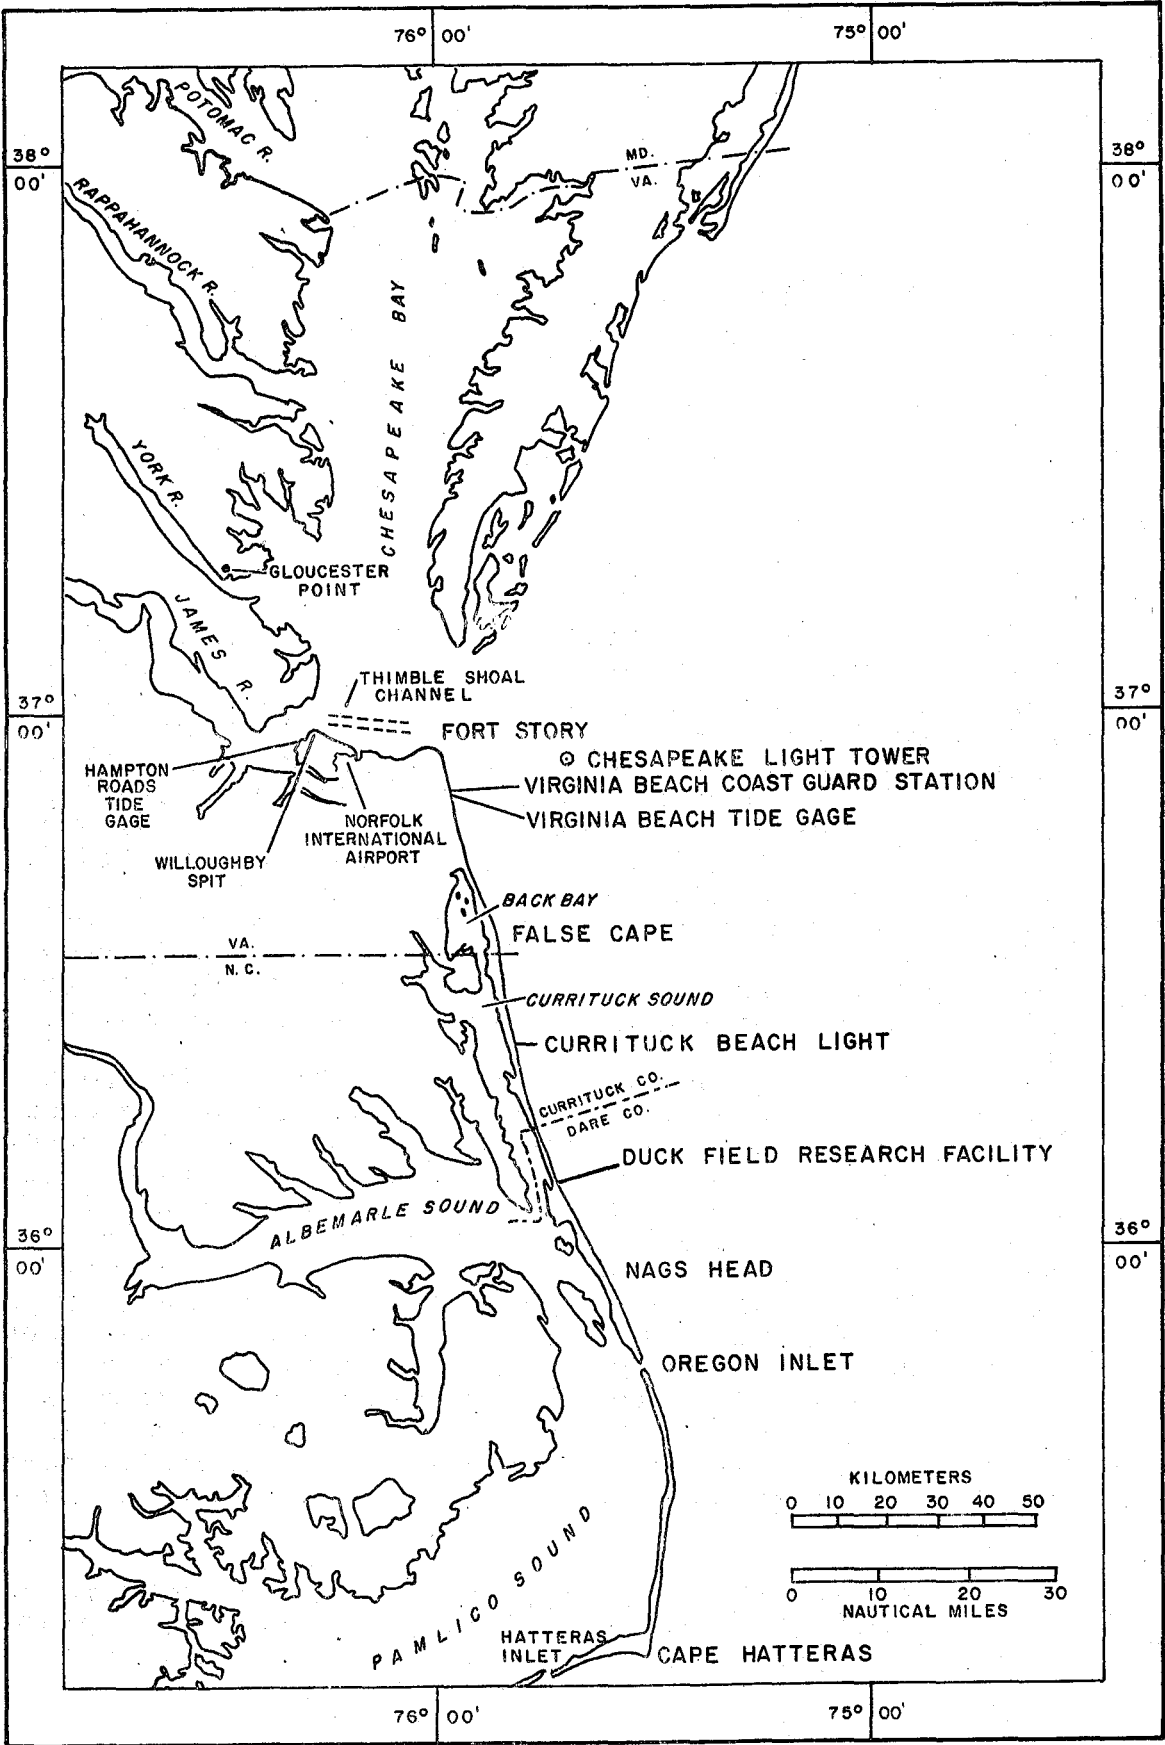 76° 00'
75° 00'
POTOMAC R.
38°
00'
38°
00'
MD.
VA.
RAPPAHANNOCK R.
CHESAPEAKE BAY
YORK R.
GLOUCESTER
POINT
JAMES R.
THIMBLE SHOAL
CHANNEL
37°
00'
37°
00'
FORT STORY
CHESAPEAKE LIGHT TOWER
VIRGINIA BEACH COAST GUARD STATION
HAMPTON
ROADS
TIDE
GAGE
VIRGINIA BEACH TIDE GAGE
NORFOLK
INTERNATIONAL
AIRPORT
WILLOUGHBY
SPIT
BACK BAY
FALSE CAPE
VA.
N.C.
CURRITUCK SOUND
CURRITUCK BEACH LIGHT
CURRITUCK CO.
DARE CO.
DUCK FIELD RESEARCH FACILITY
ALBEMARLE SOUND
36°
00'
36°
00'
NAGS HEAD
OREGON INLET
KILOMETERS
0 10 20 30 40 50
0 10 20 30
NAUTICAL MILES
PAMLICO SOUND
HATTERAS
INLET
CAPE HATTERAS
76° 00'
75° 00'